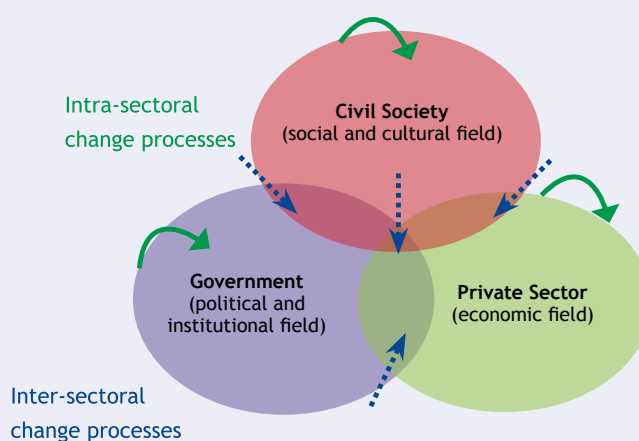 Civil Society
(social and cultural field)
Intra-sectoral
change processes
Government
(political and
institutional field)
Private Sector
(economic field)
Inter-sectoral
change processes